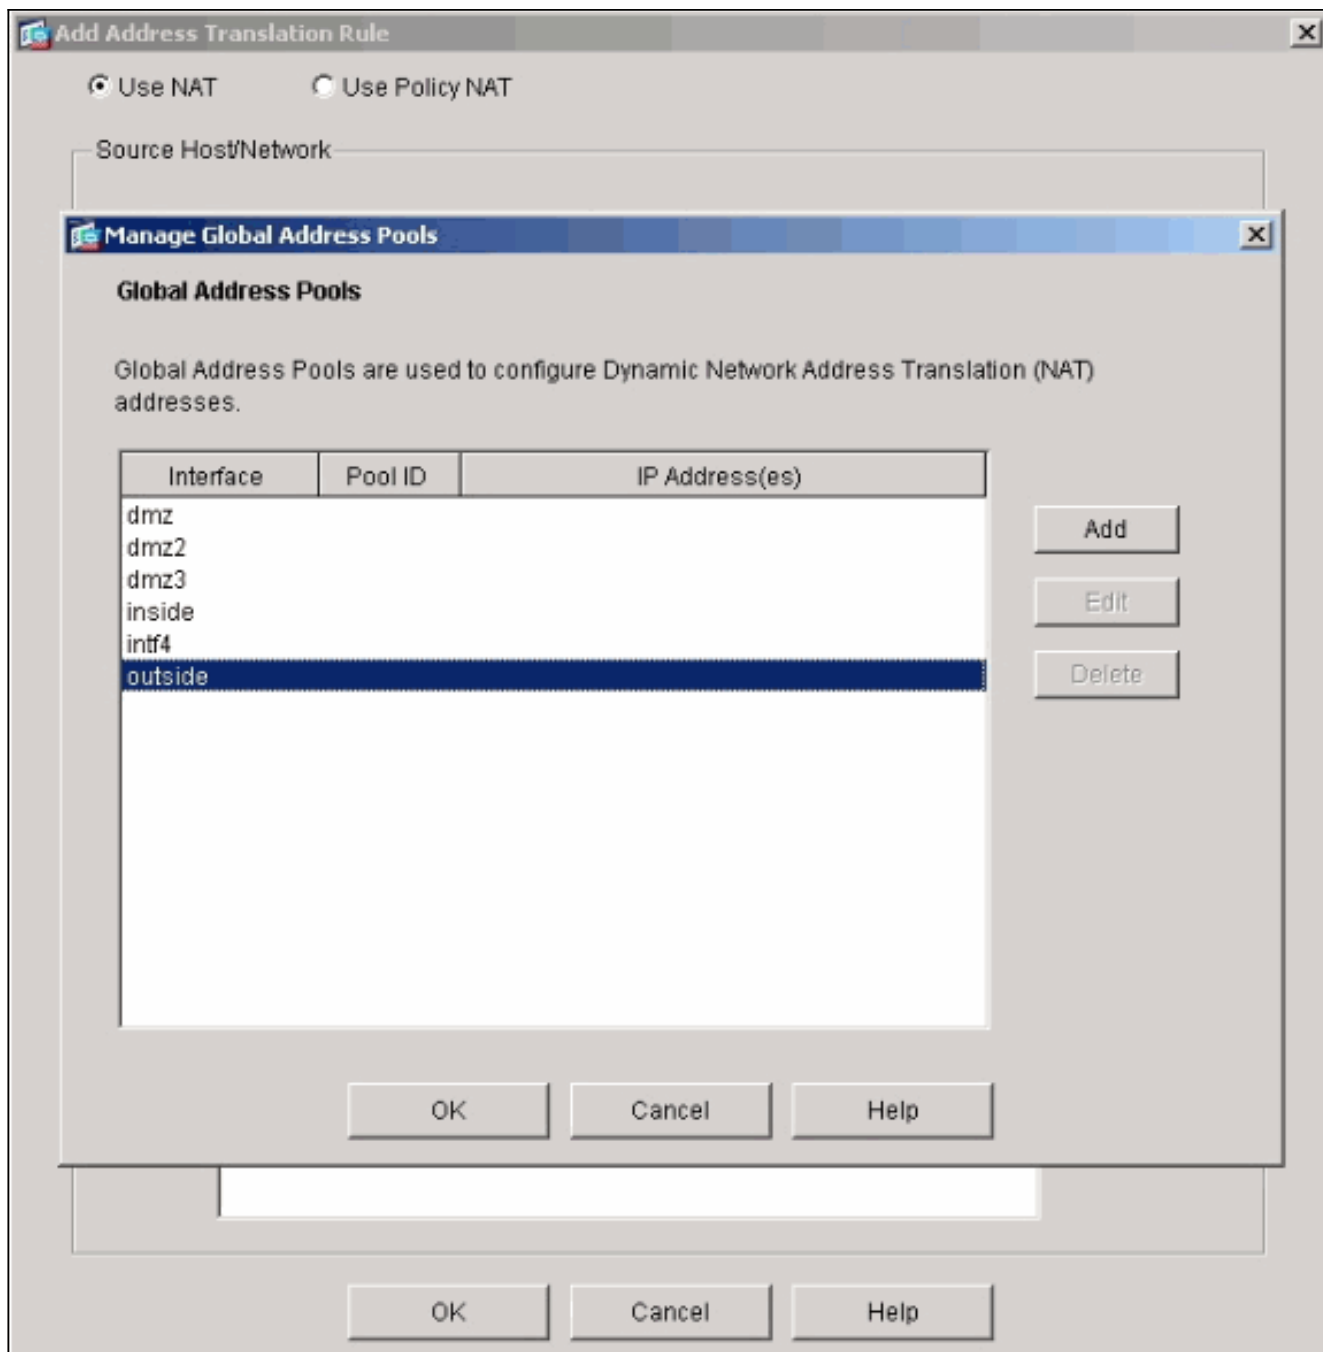 Add Address Translation Rule
Use NAT Use Policy NAT
Source Host/Network
Manage Global Address Pools
Global Address Pools
Global Address Pools are used to configure Dynamic Network Address Translation (NAT)
addresses.
Interface Pool ID IP Address(es)
dmz
dmz2
dmz3
inside
intf4
outside
Add
Edit
Delete
OK Cancel Help
OK Cancel Help